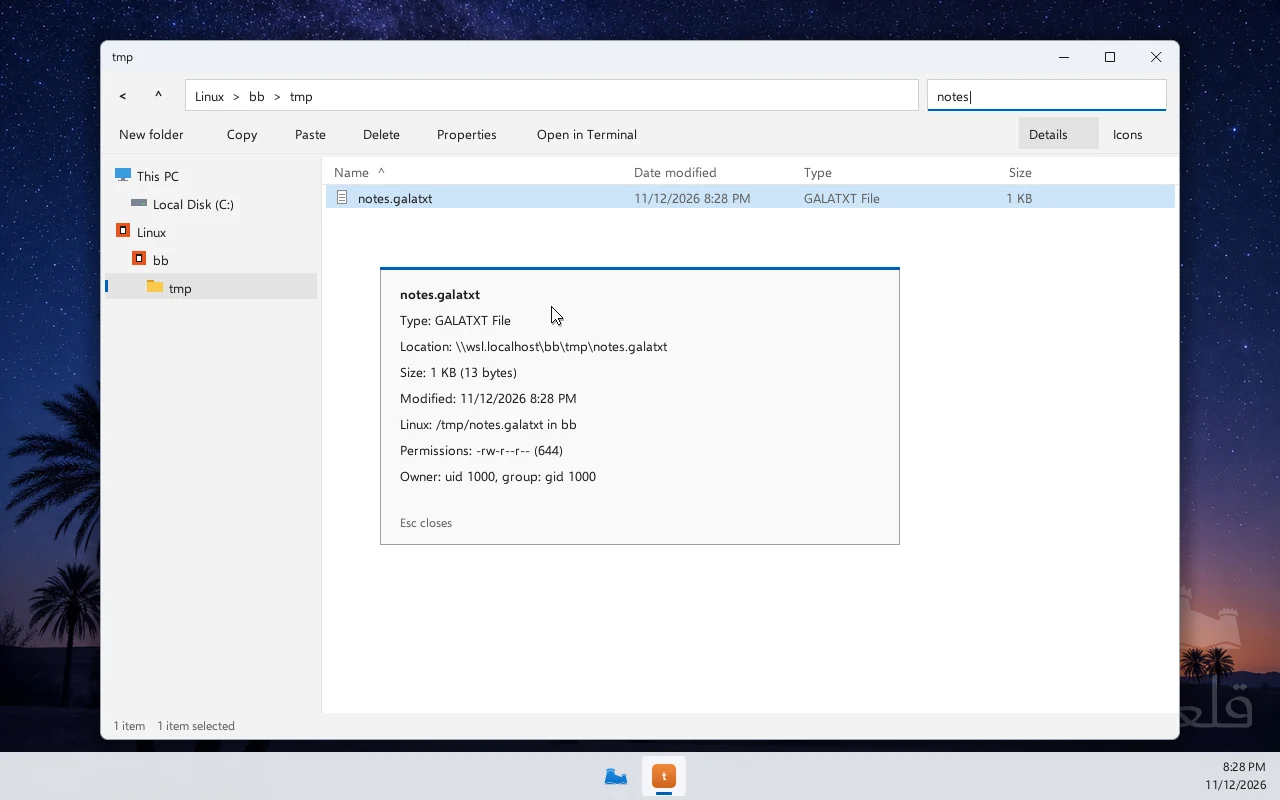 tmp
< ^ Linux > bb > tmp notes
New folder Copy Paste Delete Properties Open in Terminal Details Icons
This PC
Local Disk (C:)
Linux
bb
tmp
Name ^ Date modified Type Size
notes.galatxt 11/12/2026 8:28 PM GALATXT File 1 KB
notes.galatxt
Type: GALATXT File
Location: \\wsl.localhost\bb\tmp\notes.galatxt
Size: 1 KB (13 bytes)
Modified: 11/12/2026 8:28 PM
Linux: /tmp/notes.galatxt in bb
Permissions: -rw-r--r-- (644)
Owner: uid 1000, group: gid 1000
Esc closes
1 item 1 item selected
t
8:28 PM
11/12/2026